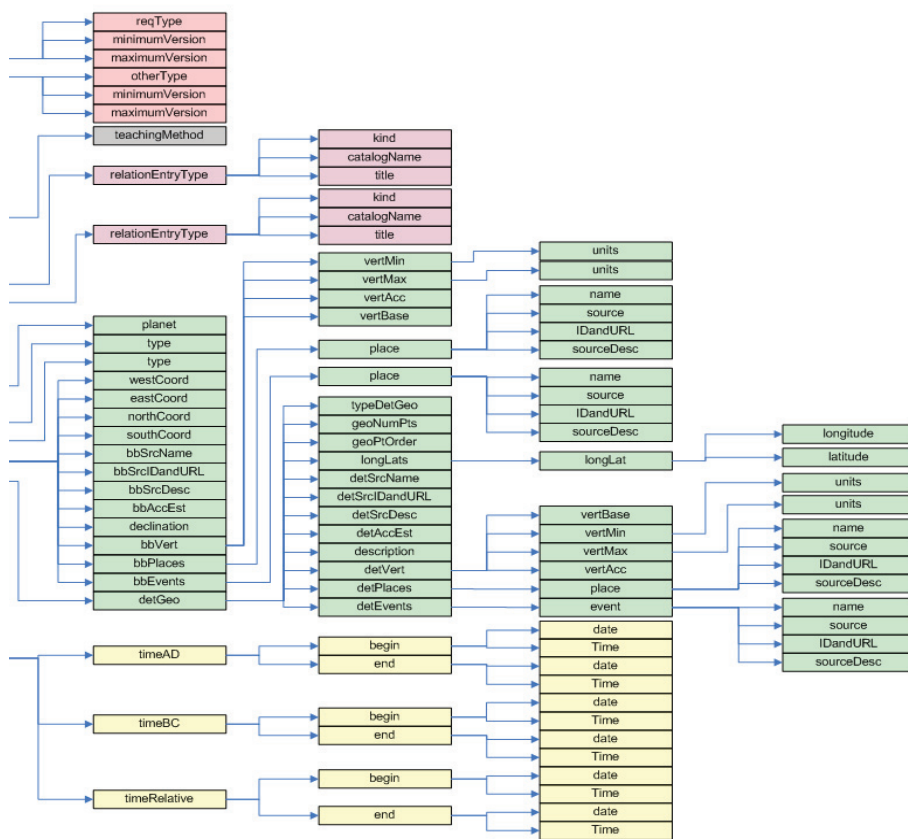 reqType
minimumVersion
maximumVersion
otherType
minimumVersion
maximumVersion
teachingMethod
relationEntryType
kind
catalogName
title
relationEntryType
kind
catalogName
title
planet
type
type
westCoord
eastCoord
northCoord
southCoord
bbSrcName
bbSrcIDandURL
bbSrcDesc
bbAccEst
declination
bbVert
bbPlaces
bbEvents
detGeo
vertMin
vertMax
vertAcc
vertBase
units
units
place
name
source
IDandURL
sourceDesc
place
name
source
IDandURL
sourceDesc
typeDetGeo
geoNumPts
geoPtOrder
longLats
detSrcName
detSrcIDandURL
detSrcDesc
detAccEst
description
detVert
detPlaces
detEvents
longLat
longitude
latitude
vertBase
vertMin
vertMax
vertAcc
place
event
units
units
name
source
IDandURL
sourceDesc
name
source
IDandURL
sourceDesc
timeAD
begin
end
date
Time
date
Time
timeBC
begin
end
date
Time
date
Time
timeRelative
begin
end
date
Time
date
Time